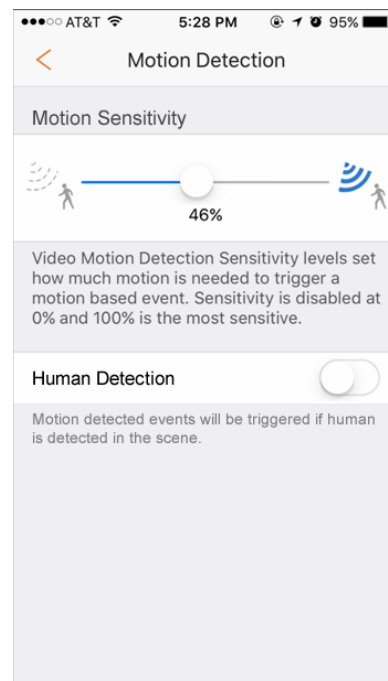 AT&T 5:28 PM 95%
Motion Detection
Motion Sensitivity
46%
Video Motion Detection Sensitivity levels set
how much motion is needed to trigger a
motion based event. Sensitivity is disabled at
0% and 100% is the most sensitive.
Human Detection
Motion detected events will be triggered if human
is detected in the scene.